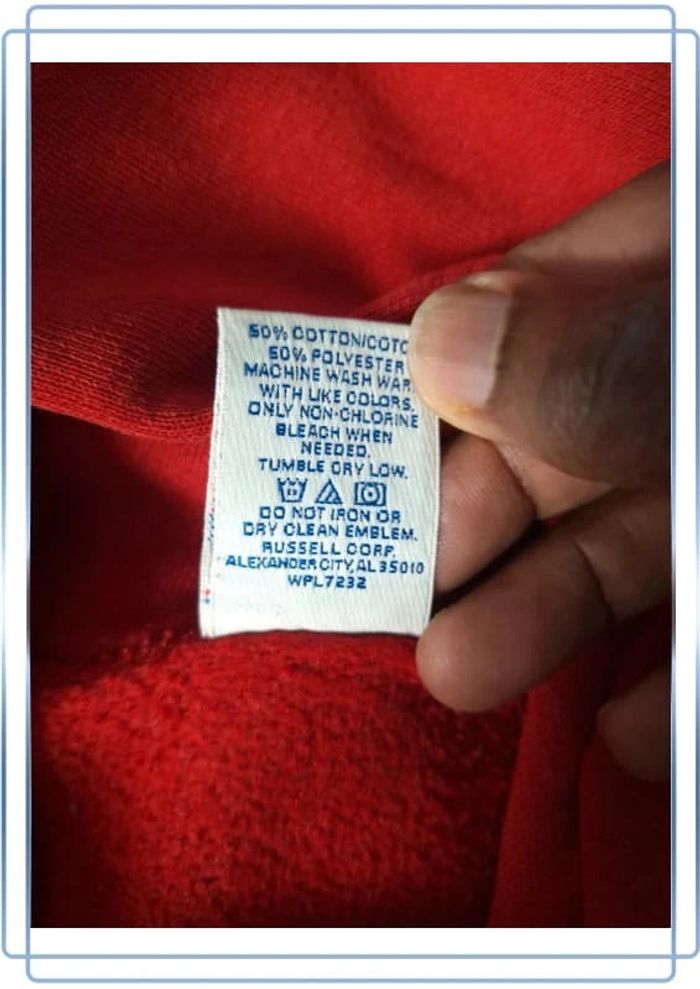 50% COTTON/COTO
50% POLYESTER
MACHINE WASH WAR
WITH LIKE COLORS.
ONLY NON-CHLORINE
BLEACH WHEN
NEEDED.
TUMBLE DRY LOW.
DO NOT IRON OR
DRY CLEAN EMBLEM.
RUSSELL CORP.
ALEXANDER CITY, AL 35010
WPL7232